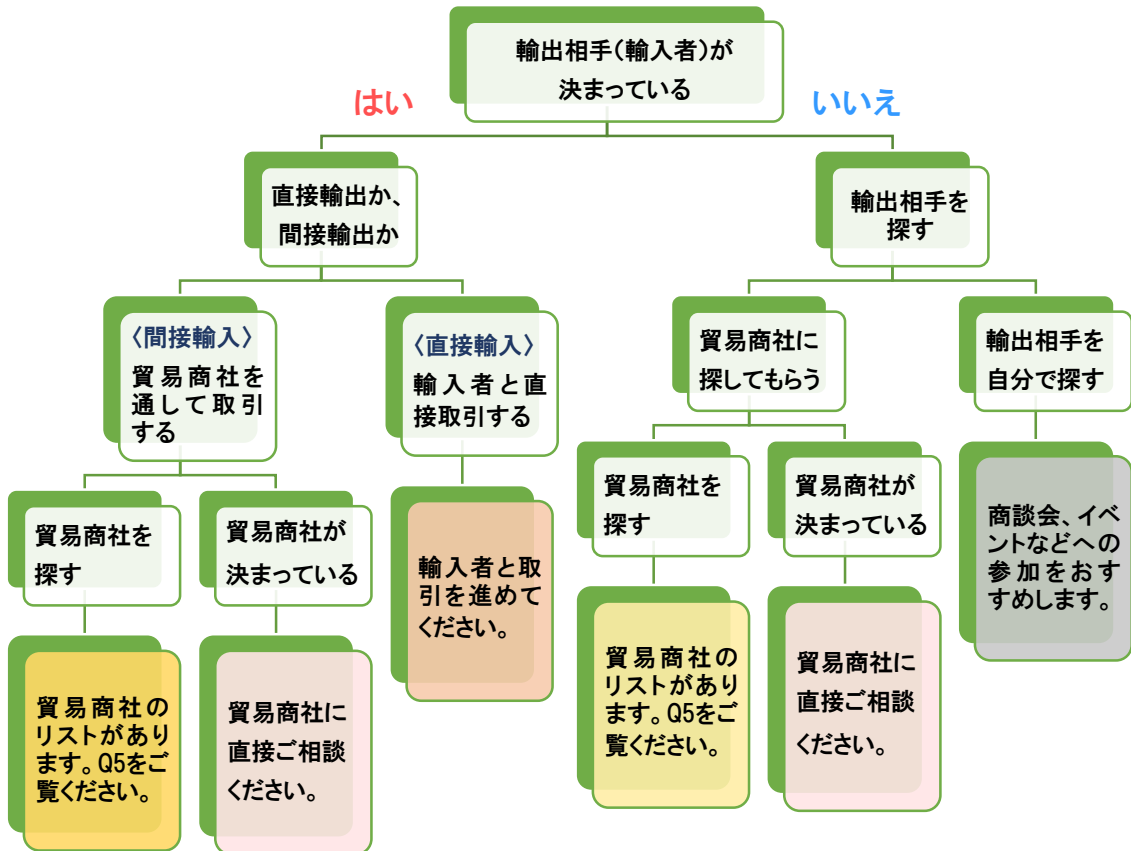 輸出相手(輸入者)が
決まっている
はい
いいえ
直接輸出か、
間接輸出か
輸出相手を
探す
〈間接輸入〉
貿易商社を
通して取引
する
〈直接輸入〉
輸入者と直
接取引する
貿易商社に
探してもらう
輸出相手を
自分で探す
貿易商社を
探す
貿易商社が
決まっている
輸入者と取
引を進めて
ください。
貿易商社を
探す
貿易商社が
決まっている
商談会、イベ
ントなどへの
参加をおす
すめします。
貿易商社の
リストがあり
ます。Q5をご
覧ください。
貿易商社に
直接ご相談
ください。
貿易商社の
リストがあり
ます。Q5をご
覧ください。
貿易商社に
直接ご相談
ください。